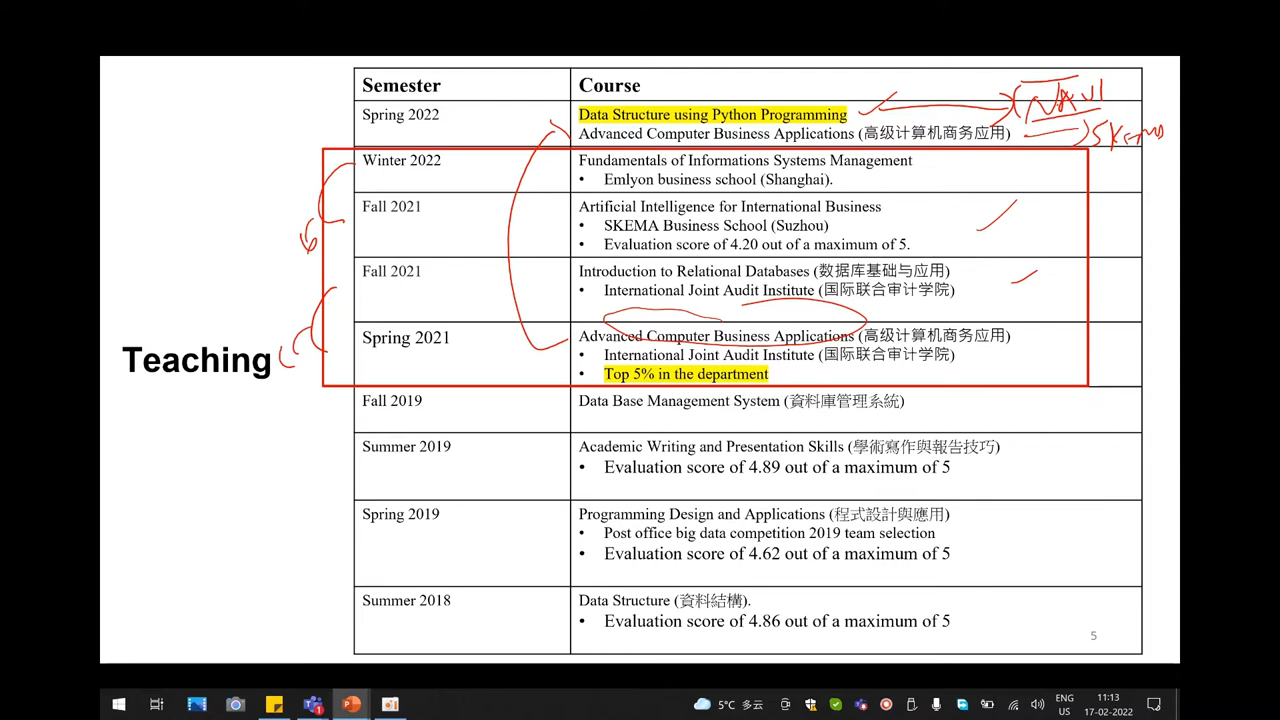 Semester Course
Spring 2022 Data Structure using Python Programming
Advanced Computer Business Applications (高级计算机商务应用)
Winter 2022 Fundamentals of Informations Systems Management
• Emlyon business school (Shanghai).
Fall 2021 Artificial Intelligence for International Business
• SKEMA Business School (Suzhou)
• Evaluation score of 4.20 out of a maximum of 5.
Fall 2021 Introduction to Relational Databases (数据库基础与应用)
• International Joint Audit Institute (国际联合审计学院)
Spring 2021 Advanced Computer Business Applications (高级计算机商务应用)
• International Joint Audit Institute (国际联合审计学院)
• Top 5% in the department
Teaching
Fall 2019 Data Base Management System (資料庫管理系統)
Summer 2019 Academic Writing and Presentation Skills (學術寫作與報告技巧)
• Evaluation score of 4.89 out of a maximum of 5
Spring 2019 Programming Design and Applications (程式設計與應用)
• Post office big data competition 2019 team selection
• Evaluation score of 4.62 out of a maximum of 5
Summer 2018 Data Structure (資料結構).
• Evaluation score of 4.86 out of a maximum of 5
5
5°C 多云
ENG
US
11:13
17-02-2022